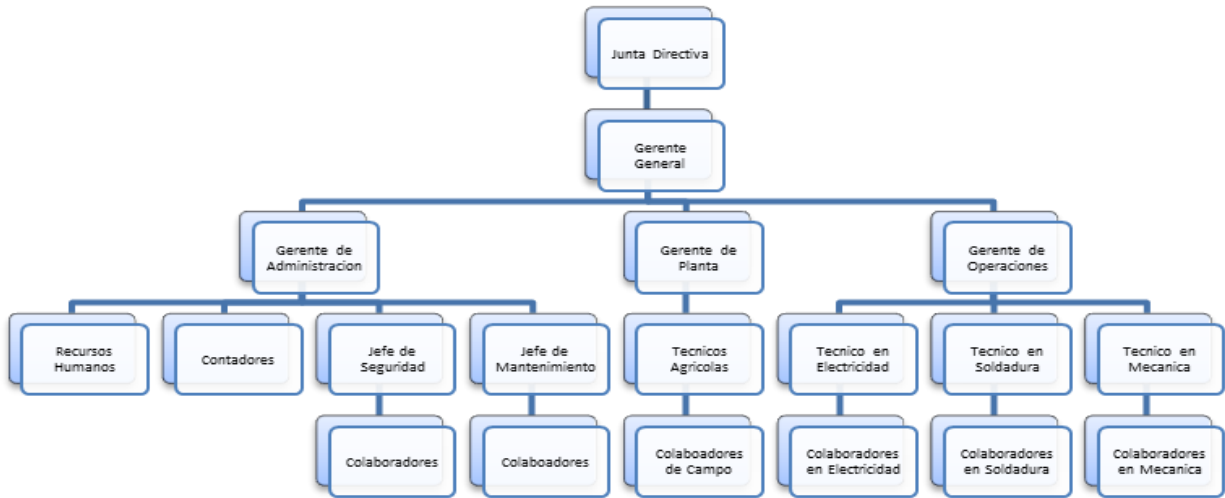 Junta Directiva
Gerente
General
Gerente de
Administracion
Gerente de
Planta
Gerente de
Operaciones
Recursos
Humanos
Contadores
Jefe de
Seguridad
Jefe de
Mantenimiento
Tecnicos
Agricolas
Tecnico en
Electricidad
Tecnico en
Soldadura
Tecnico en
Mecanica
Colaboradores
Colaboadores
Colaboadores
de Campo
Colaboradores
en Electricidad
Colaboradores
en Soldadura
Colaboradores
en Mecanica